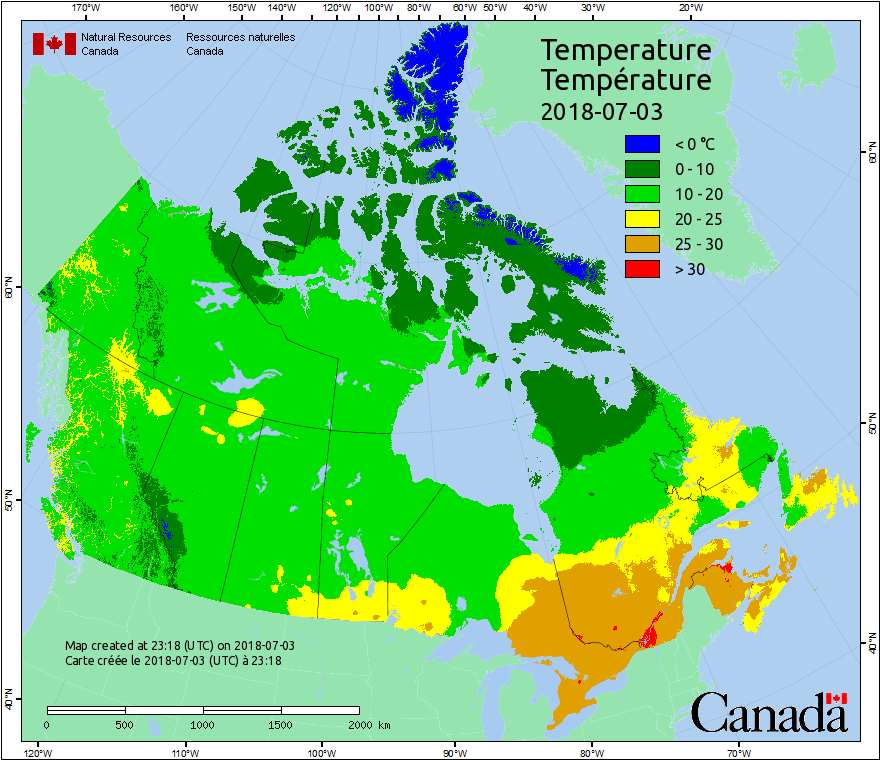 170°W 160°W 150°W 140°W 130°W 120°W 110°W 100°W 80°W 60°W 50°W 40°W 30°W 20°W
Natural Resources Ressources naturelles
Canada Canada
Temperature
Température
2018-07-03
< 0 °C
0 - 10
10 - 20
20 - 25
25 - 30
> 30
60°N
60°N
50°N
50°N
40°N
40°N
Map created at 23:18 (UTC) on 2018-07-03
Carte créée le 2018-07-03 (UTC) à 23:18
0 500 1000 1500 2000 km
Canada
120°W 110°W 100°W 90°W 80°W 70°W